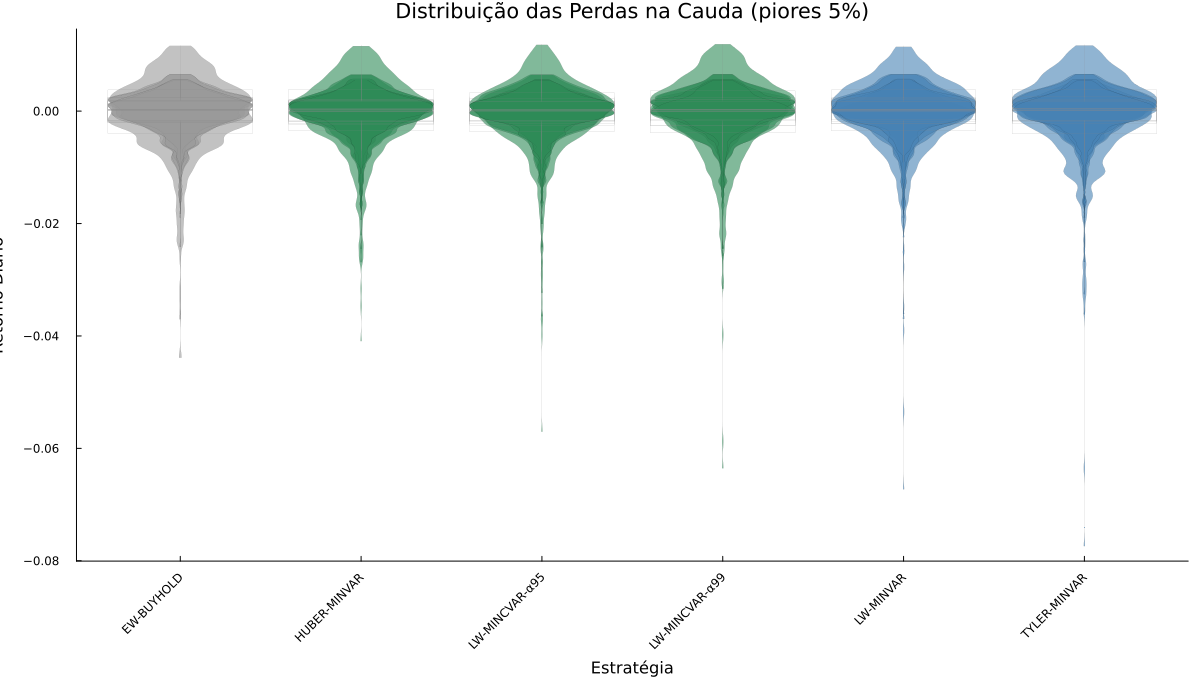 Distribuição das Perdas na Cauda (piores 5%)
0.00
−0.02
−0.04
−0.06
−0.08
EW-BUYHOLD
HUBER-MINVAR
LW-MINCVAR-α95
LW-MINCVAR-α99
LW-MINVAR
TYLER-MINVAR
Estratégia